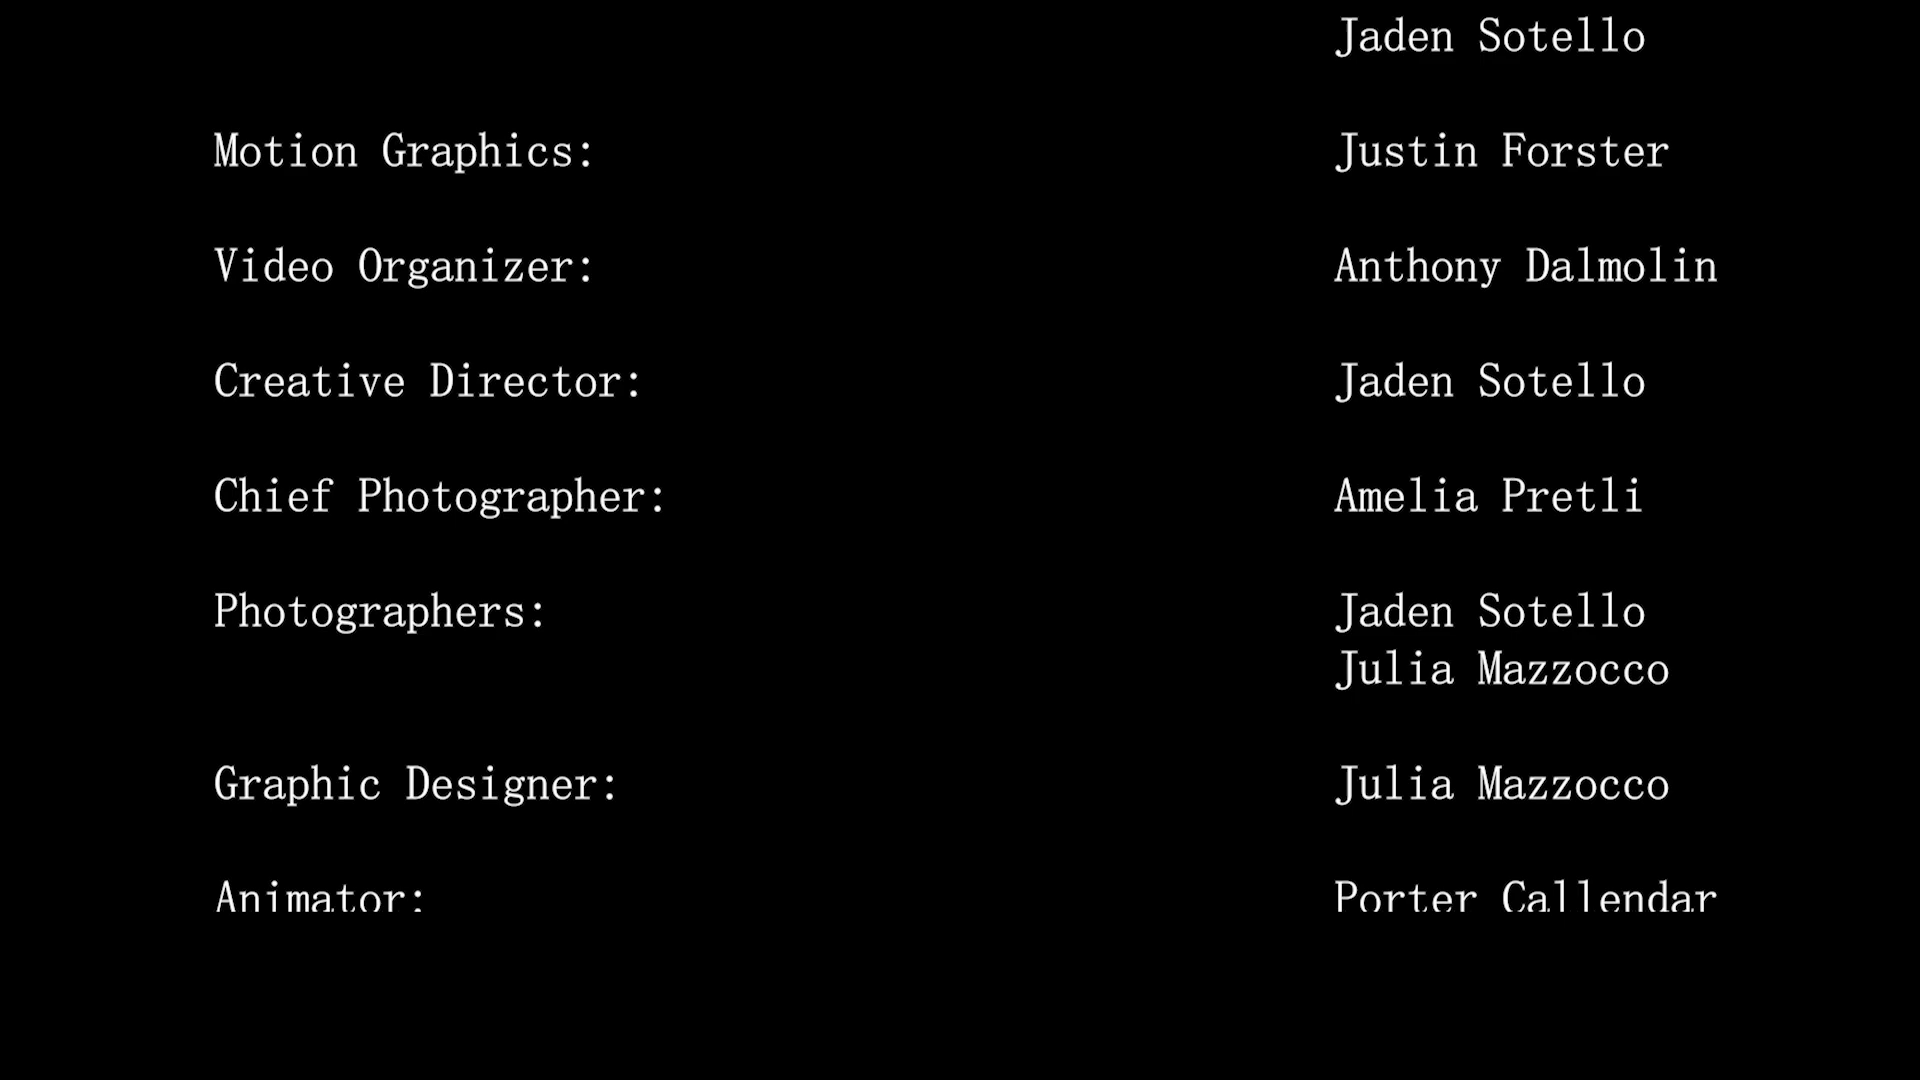 Jaden Sotello
Motion Graphics: Justin Forster
Video Organizer: Anthony Dalmolin
Creative Director: Jaden Sotello
Chief Photographer: Amelia Pretli
Photographers: Jaden Sotello
Julia Mazzocco
Graphic Designer: Julia Mazzocco
Animator: Porter Callendar